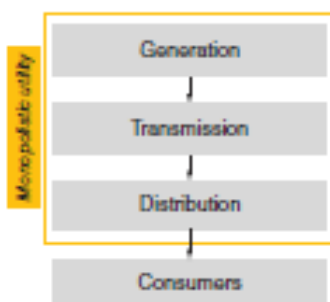 Monopolistic utility
Generation
Transmission
Distribution
Consumers